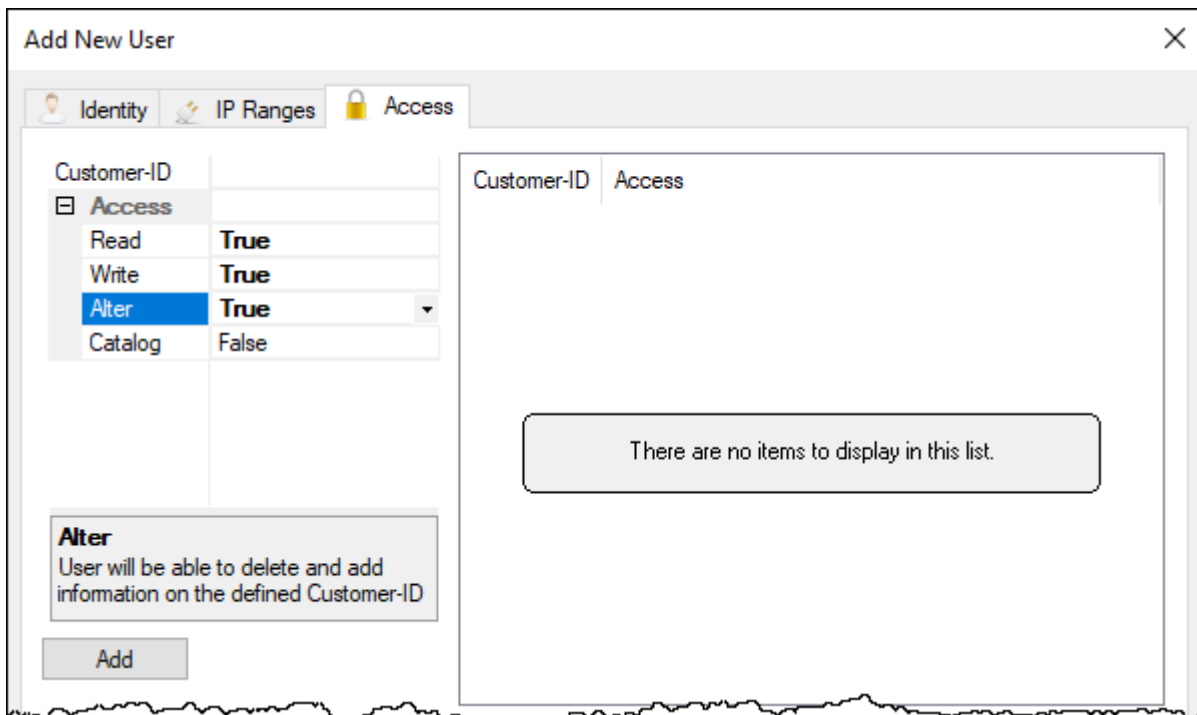 Add New User
Identity IP Ranges Access
Customer-ID
Access
Read True
Write True
Alter True
Catalog False
Alter
User will be able to delete and add
information on the defined Customer-ID
Add
Customer-ID Access
There are no items to display in this list.